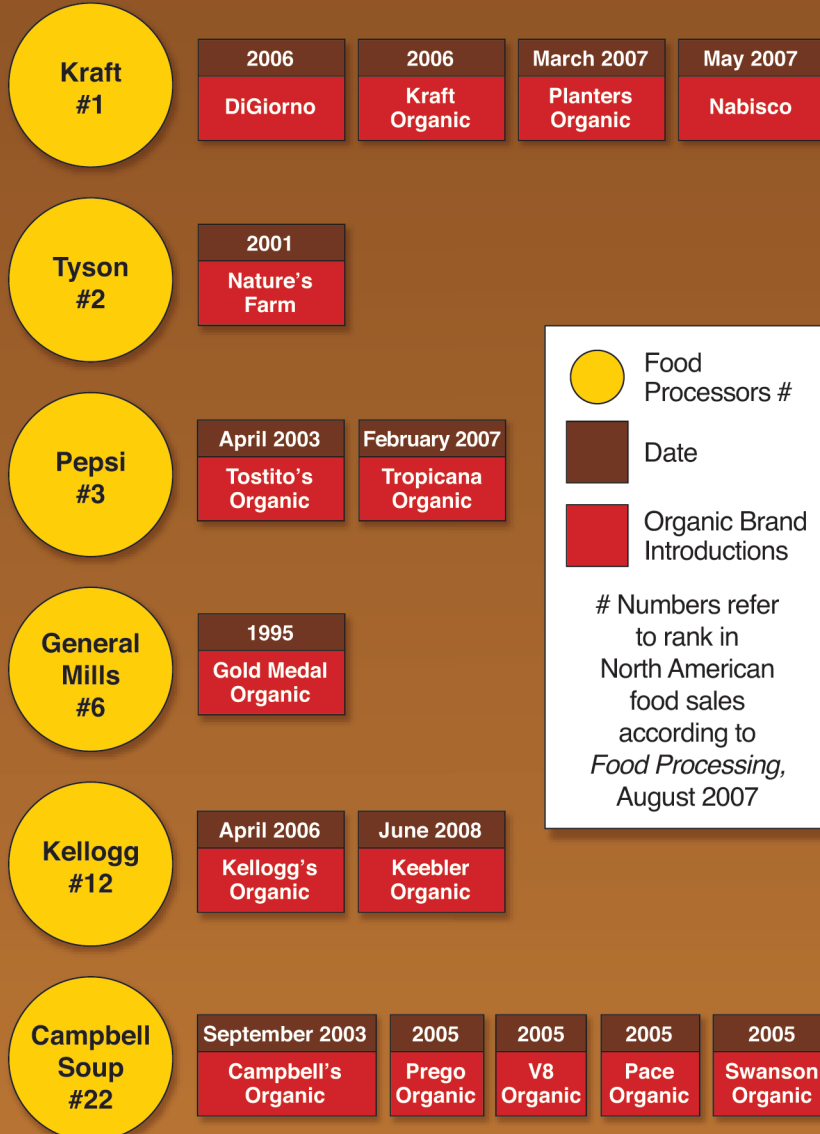 Kraft
#1
2006
DiGiorno
2006
Kraft
Organic
March 2007
Planters
Organic
May 2007
Nabisco
Tyson
#2
2001
Nature's
Farm
Pepsi
#3
April 2003
Tostito's
Organic
February 2007
Tropicana
Organic
General
Mills
#6
1995
Gold Medal
Organic
Kellogg
#12
April 2006
Kellogg's
Organic
June 2008
Keebler
Organic
Campbell
Soup
#22
September 2003
Campbell's
Organic
2005
Prego
Organic
2005
V8
Organic
2005
Pace
Organic
2005
Swanson
Organic
Food
Processors #
Date
Organic Brand
Introductions
# Numbers refer
to rank in
North American
food sales
according to
Food Processing,
August 2007